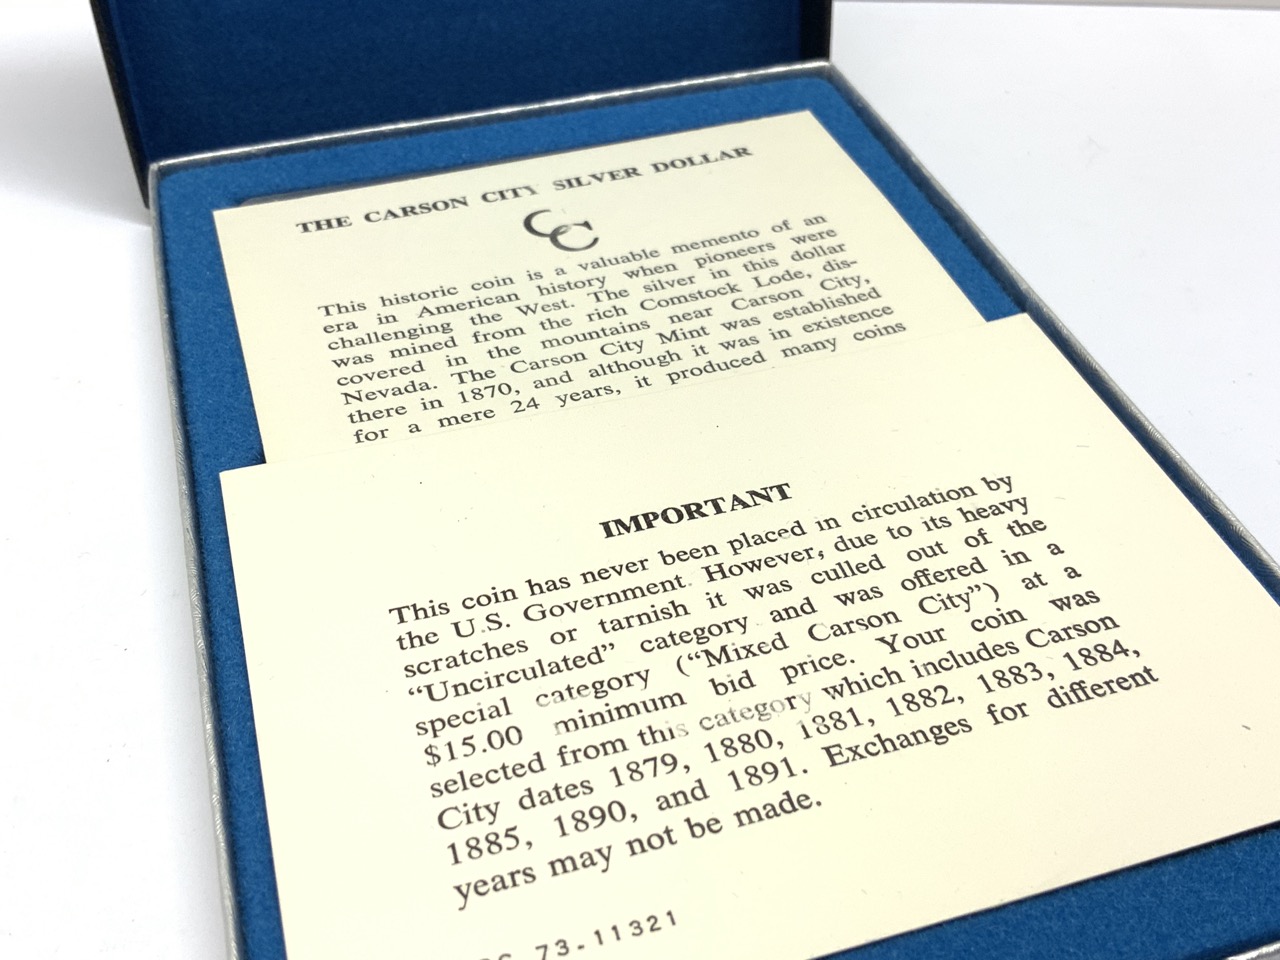 THE CARSON CITY SILVER DOLLAR
CC
This historic coin is a valuable memento of an
era in American history when pioneers were
challenging the West. The silver in this dollar
was mined from the rich Comstock Lode, dis-
covered in the mountains near Carson City,
Nevada. The Carson City Mint was established
there in 1870, and although it was in existence
for a mere 24 years, it produced many coins
IMPORTANT
This coin has never been placed in circulation by
the U.S. Government. However, due to its heavy
scratches or tarnish it was culled out of the
“Uncirculated” category and was offered in a
special category (“Mixed Carson City”) at a
$15.00 minimum bid price. Your coin was
selected from this category which includes Carson
City dates 1879, 1880, 1881, 1882, 1883, 1884,
1885, 1890, and 1891. Exchanges for different
years may not be made.
73-11321